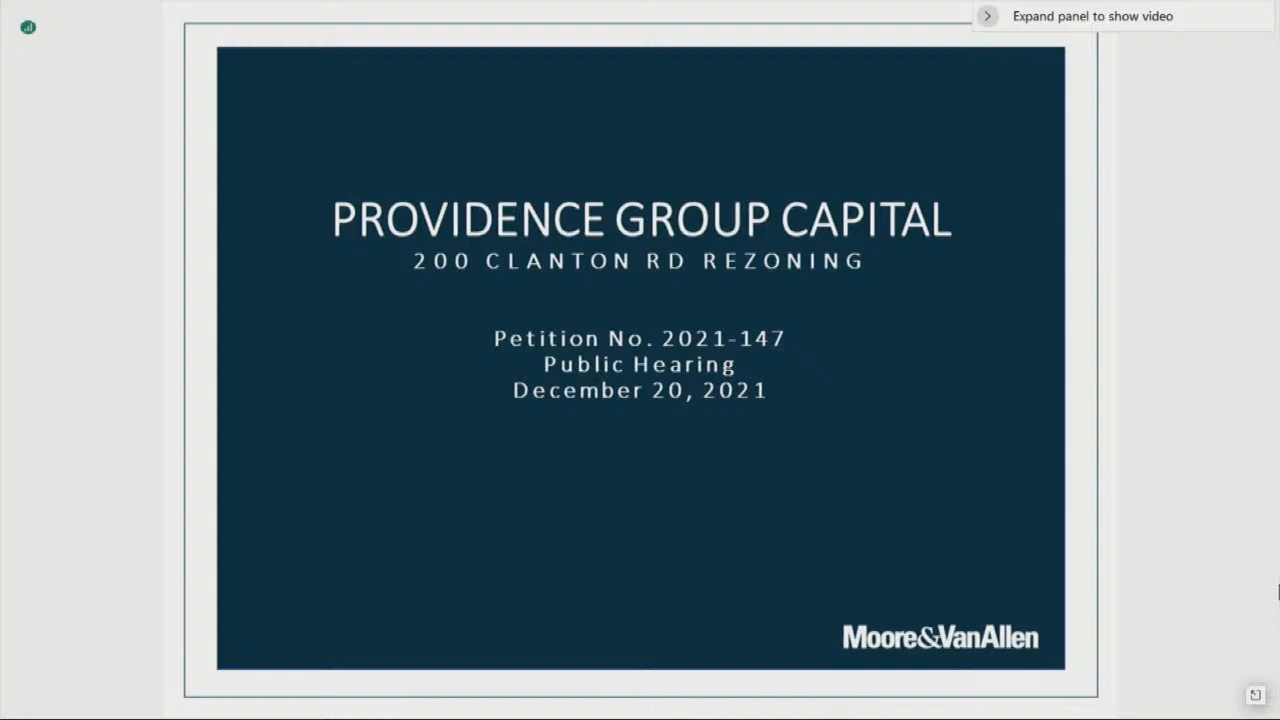 Expand panel to show video
PROVIDENCE GROUP CAPITAL
200 CLANTON RD REZONING
Petition No. 2021-147
Public Hearing
December 20, 2021
Moore&VanAllen